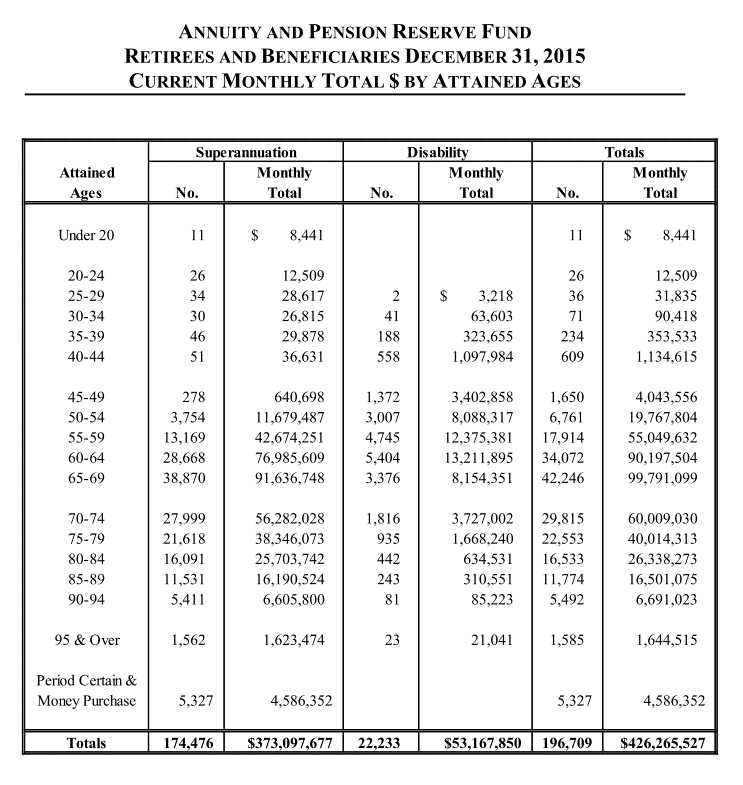 ANNUITY AND PENSION RESERVE FUND
RETIREES AND BENEFICIARIES DECEMBER 31, 2015
CURRENT MONTHLY TOTAL $ BY ATTAINED AGES
Superannuation Disability Totals
Attained Monthly Monthly Monthly
Ages No. Total No. Total No. Total
Under 20 11 $ 8,441 11 $ 8,441
20-24 26 12,509 26 12,509
25-29 34 28,617 2 $ 3,218 36 31,835
30-34 30 26,815 41 63,603 71 90,418
35-39 46 29,878 188 323,655 234 353,533
40-44 51 36,631 558 1,097,984 609 1,134,615
45-49 278 640,698 1,372 3,402,858 1,650 4,043,556
50-54 3,754 11,679,487 3,007 8,088,317 6,761 19,767,804
55-59 13,169 42,674,251 4,745 12,375,381 17,914 55,049,632
60-64 28,668 76,985,609 5,404 13,211,895 34,072 90,197,504
65-69 38,870 91,636,748 3,376 8,154,351 42,246 99,791,099
70-74 27,999 56,282,028 1,816 3,727,002 29,815 60,009,030
75-79 21,618 38,346,073 935 1,668,240 22,553 40,014,313
80-84 16,091 25,703,742 442 634,531 16,533 26,338,273
85-89 11,531 16,190,524 243 310,551 11,774 16,501,075
90-94 5,411 6,605,800 81 85,223 5,492 6,691,023
95 & Over 1,562 1,623,474 23 21,041 1,585 1,644,515
Period Certain &
Money Purchase 5,327 4,586,352 5,327 4,586,352
Totals 174,476 $373,097,677 22,233 $53,167,850 196,709 $426,265,527